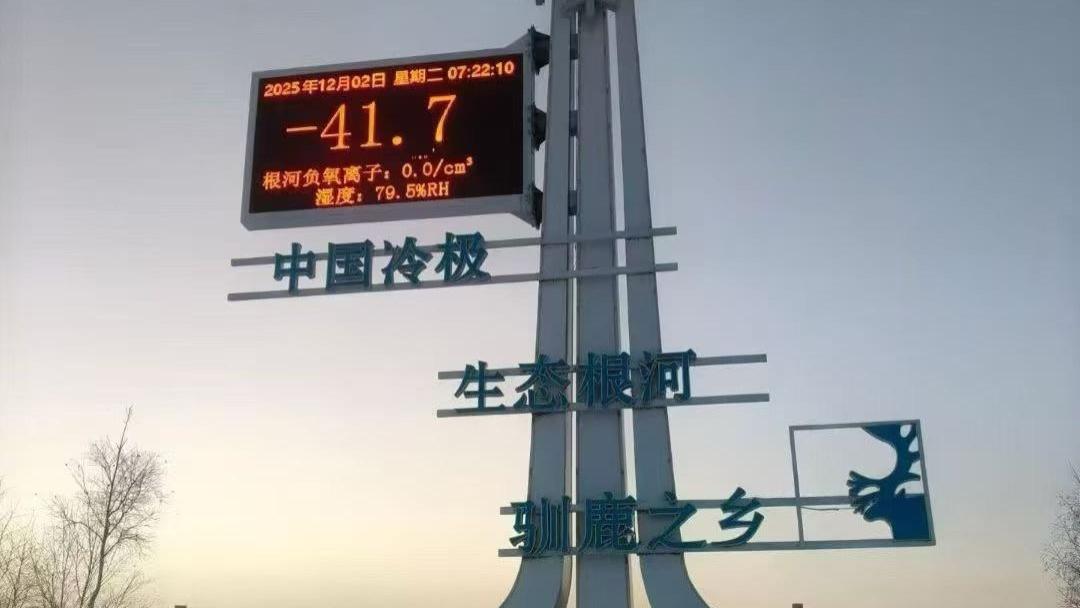 2025年12月02日 星期二 07:22:10
-41.7
根河负氧离子: 0.0/cm³
湿度: 79.5%RH
中国冷极
生态根河
驯鹿之乡